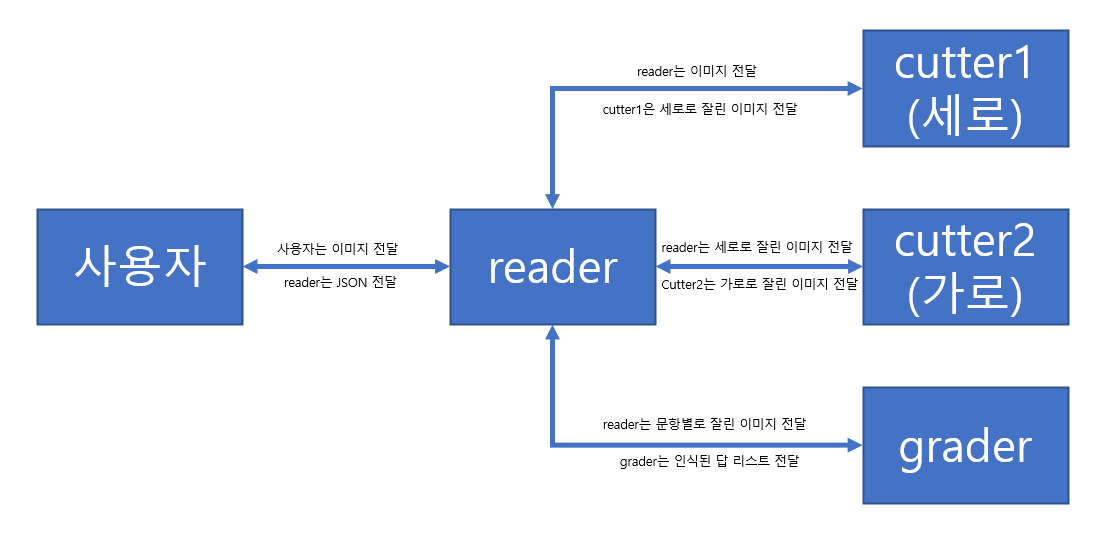 reader는 이미지 전달
cutter1은 세로로 잘린 이미지 전달
cutter1
(세로)
사용자
사용자는 이미지 전달
reader는 JSON 전달
reader
reader는 세로로 잘린 이미지 전달
Cutter2는 가로로 잘린 이미지 전달
cutter2
(가로)
reader는 문항별로 잘린 이미지 전달
grader는 인식된 답 리스트 전달
grader